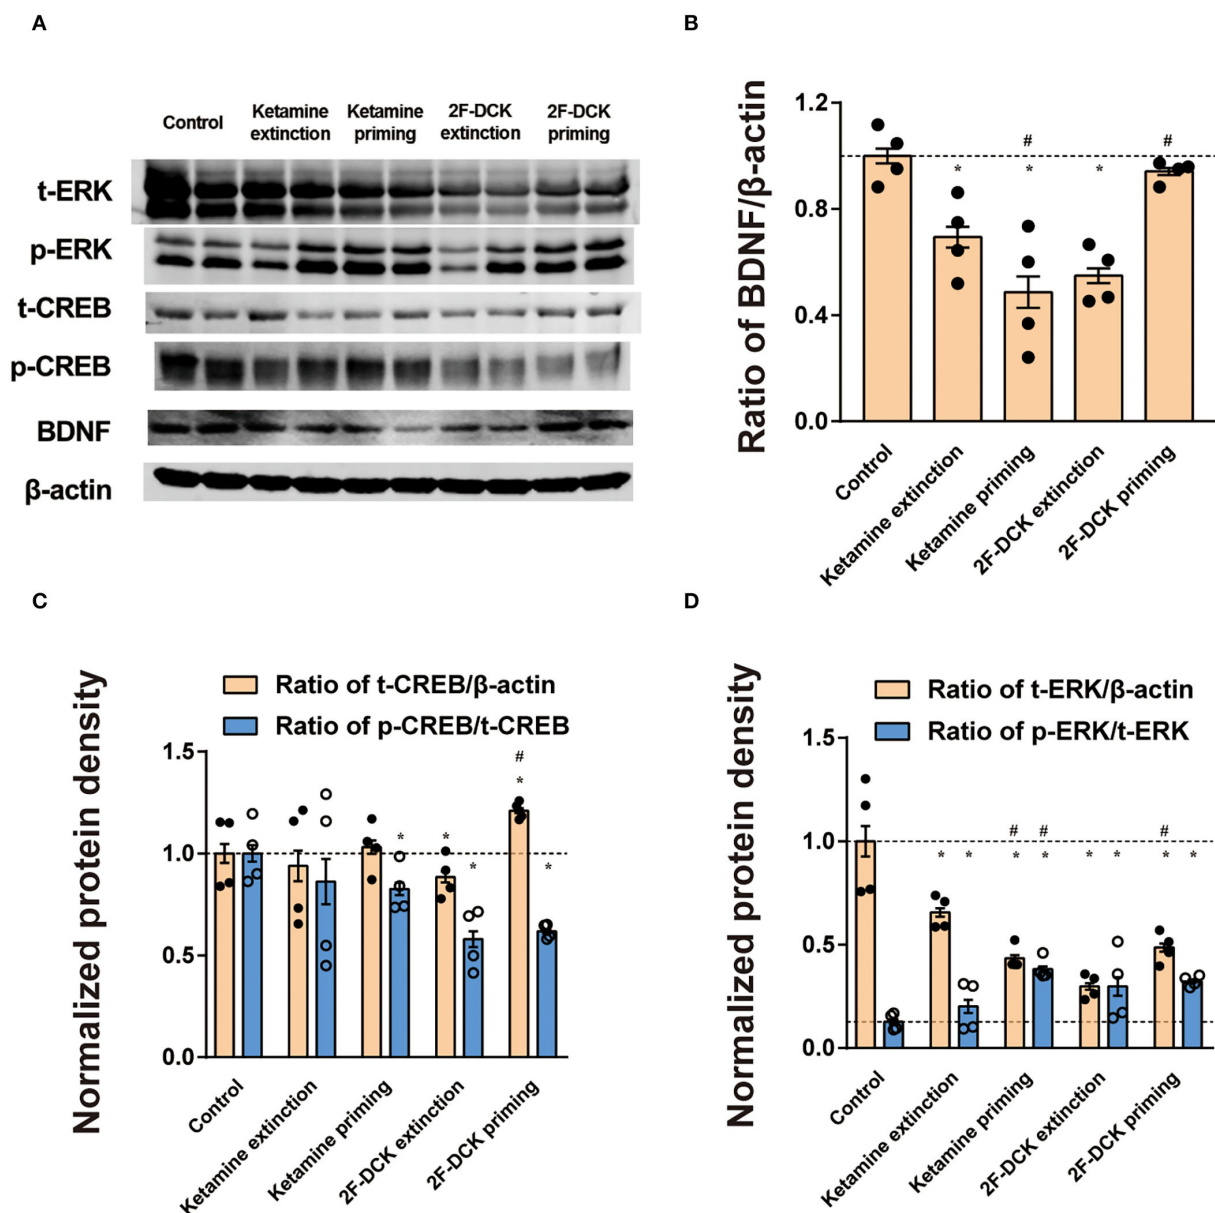 A
Control
Ketamine extinction
Ketamine priming
2F-DCK extinction
2F-DCK priming
t-ERK
p-ERK
t-CREB
p-CREB
BDNF
β-actin
B
Ratio of BDNF/β-actin
1.2
0.8
0.4
0.0
#
#
*
*
*
Control
Ketamine extinction
Ketamine priming
2F-DCK extinction
2F-DCK priming
C
Normalized protein density
Ratio of t-CREB/β-actin
Ratio of p-CREB/t-CREB
1.5
1.0
0.5
0.0
#
*
*
*
*
*
Control
Ketamine extinction
Ketamine priming
2F-DCK extinction
2F-DCK priming
D
Normalized protein density
Ratio of t-ERK/β-actin
Ratio of p-ERK/t-ERK
1.5
1.0
0.5
0.0
# # #
* * * * * * * *
Control
Ketamine extinction
Ketamine priming
2F-DCK extinction
2F-DCK priming